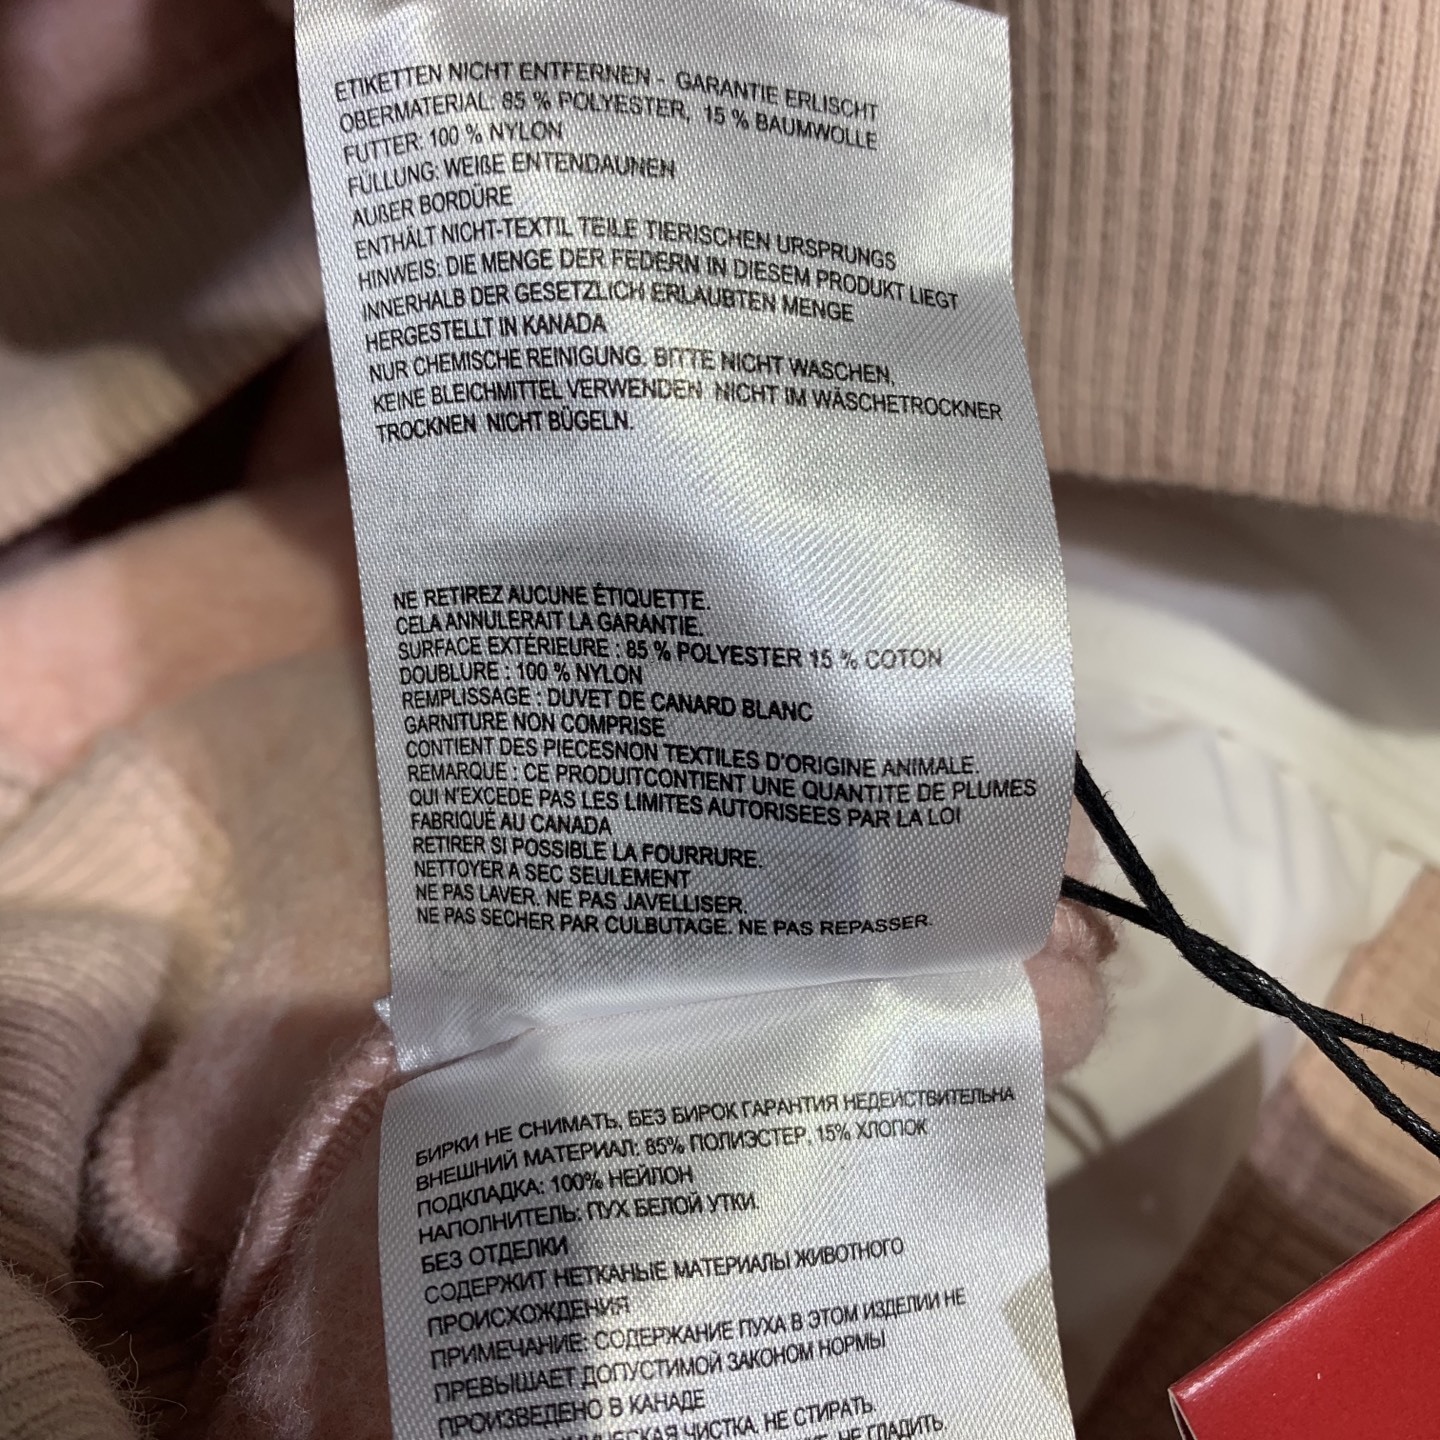 ETIKETTEN NICHT ENTFERNEN - GARANTIE ERLISCHT
OBERMATERIAL: 85 % POLYESTER, 15 % BAUMWOLLE
FUTTER: 100 % NYLON
FÜLLUNG: WEIßE ENTENDAUNEN
AUßER BORDÜRE
ENTHÄLT NICHT-TEXTIL TEILE TIERISCHEN URSPRUNGS
HINWEIS: DIE MENGE DER FEDERN IN DIESEM PRODUKT LIEGT
INNERHALB DER GESETZLICH ERLAUBTEN MENGE
HERGESTELLT IN KANADA
NUR CHEMISCHE REINIGUNG. BITTE NICHT WASCHEN.
KEINE BLEICHMITTEL VERWENDEN NICHT IM WÄSCHETROCKNER
TROCKNEN NICHT BÜGELN.
NE RETIREZ AUCUNE ÉTIQUETTE.
CELA ANNULERAIT LA GARANTIE.
SURFACE EXTÉRIEURE : 85 % POLYESTER 15 % COTON
DOUBLURE : 100 % NYLON
REMPLISSAGE : DUVET DE CANARD BLANC
GARNITURE NON COMPRISE
CONTIENT DES PIECESNON TEXTILES D'ORIGINE ANIMALE.
REMARQUE : CE PRODUITCONTIENT UNE QUANTITE DE PLUMES
QUI N'EXCEDE PAS LES LIMITES AUTORISEES PAR LA LOI
FABRIQUÉ AU CANADA
RETIRER SI POSSIBLE LA FOURRURE.
NETTOYER A SEC SEULEMENT
NE PAS LAVER. NE PAS JAVELLISER.
NE PAS SECHER PAR CULBUTAGE. NE PAS REPASSER.
БИРКИ НЕ СНИМАТЬ, БЕЗ БИРОК ГАРАНТИЯ НЕДЕЙСТВИТЕЛЬНА
ВНЕШНИЙ МАТЕРИАЛ: 85% ПОЛИЭСТЕР, 15% ХЛОПОК
ПОДКЛАДКА: 100% НЕЙЛОН
НАПОЛНИТЕЛЬ: ПУХ БЕЛОЙ УТКИ.
БЕЗ ОТДЕЛКИ
СОДЕРЖИТ НЕТКАНЫЕ МАТЕРИАЛЫ ЖИВОТНОГО
ПРОИСХОЖДЕНИЯ
ПРИМЕЧАНИЕ: СОДЕРЖАНИЕ ПУХА В ЭТОМ ИЗДЕЛИИ НЕ
ПРЕВЫШАЕТ ДОПУСТИМОЙ ЗАКОНОМ НОРМЫ
ПРОИЗВЕДЕНО В КАНАДЕ
ЧИСТКА. НЕ СТИРАТЬ.
НЕ ГЛАДИТЬ.